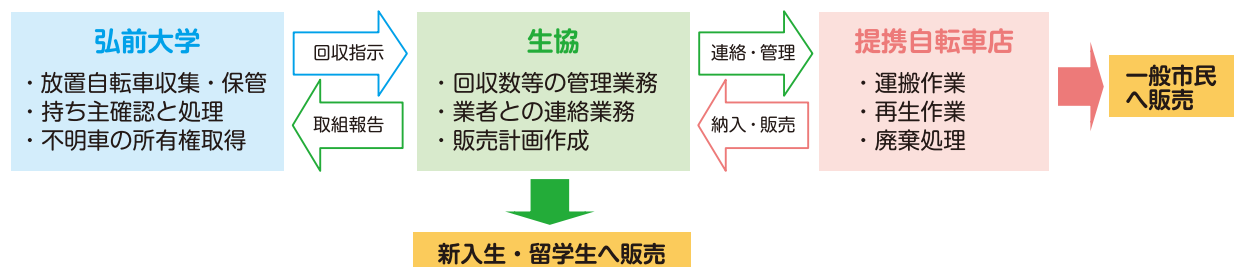 弘前大学
・放置自転車収集・保管
・持ち主確認と処理
・不明車の所有権取得
回収指示
取組報告
生協
・回収数等の管理業務
・業者との連絡業務
・販売計画作成
連絡・管理
納入・販売
提携自転車店
・運搬作業
・再生作業
・廃棄処理
一般市民
へ販売
新入生・留学生へ販売